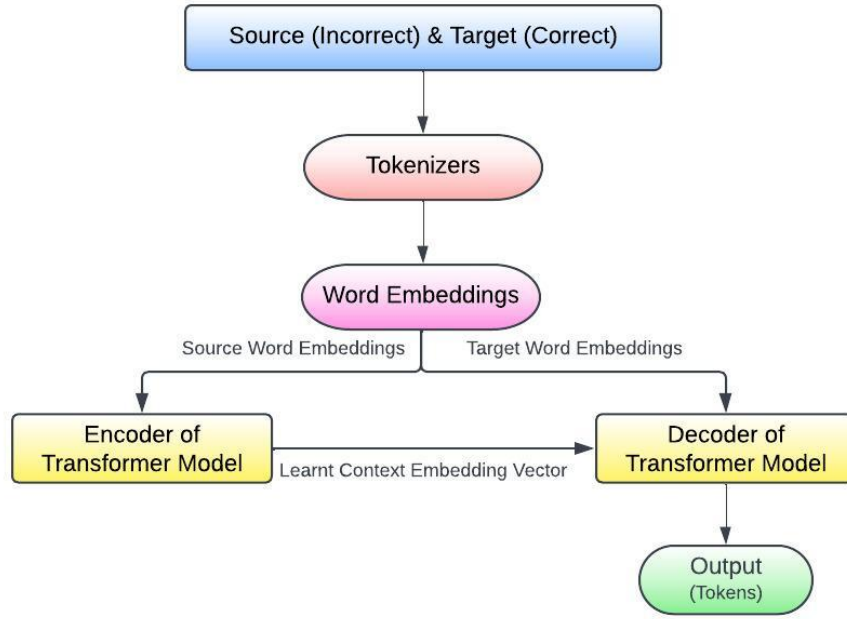 Source (Incorrect) & Target (Correct)
Tokenizers
Word Embeddings
Source Word Embeddings
Target Word Embeddings
Encoder of
Transformer Model
Learnt Context Embedding Vector
Decoder of
Transformer Model
Output
(Tokens)